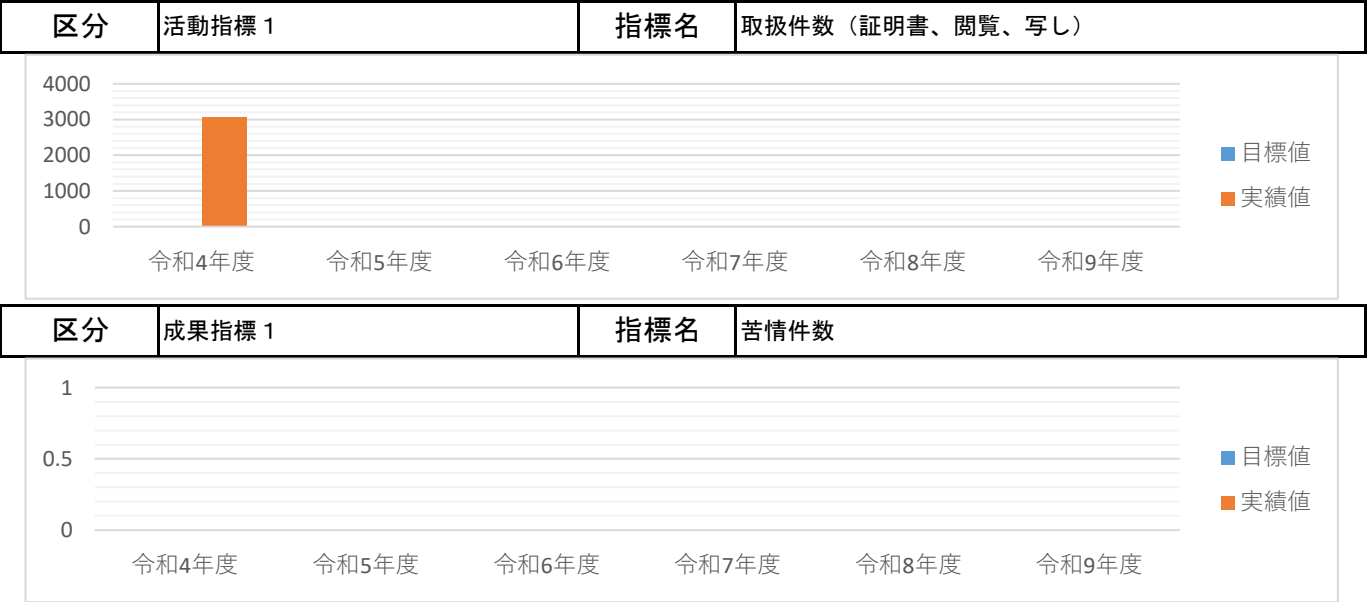 区分 活動指標1 指標名 取扱件数（証明書、閲覧、写し）
4000
3000
2000
1000
0
令和4年度 令和5年度 令和6年度 令和7年度 令和8年度 令和9年度
目標値
実績値
区分 成果指標1 指標名 苦情件数
1
0.5
0
令和4年度 令和5年度 令和6年度 令和7年度 令和8年度 令和9年度
目標値
実績値